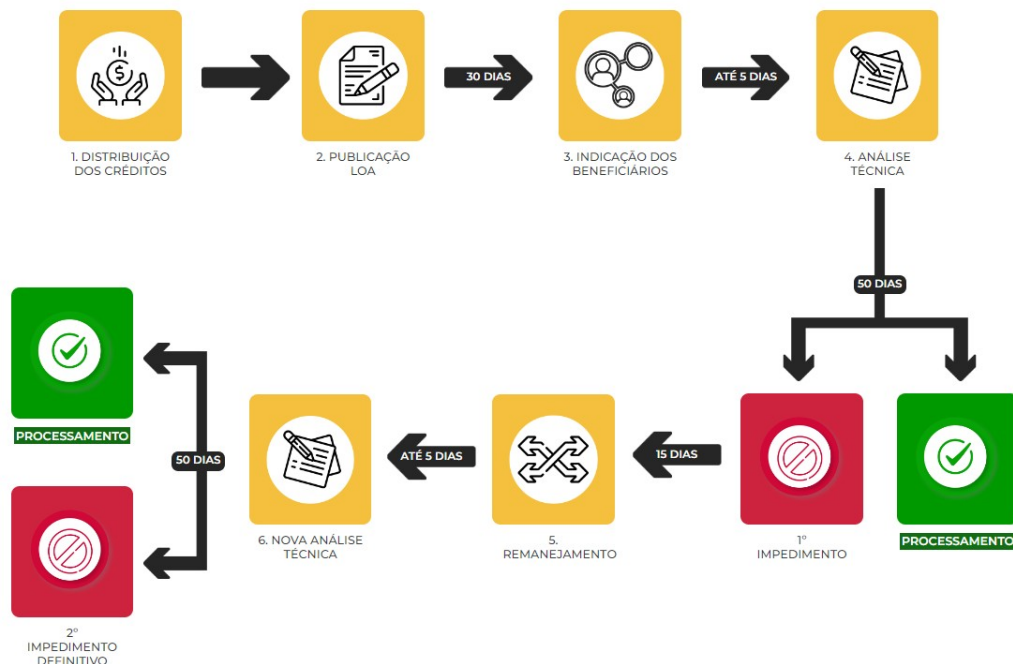 1. DISTRIBUIÇÃO
DOS CRÉDITOS
2. PUBLICAÇÃO
LOA
30 DIAS
3. INDICAÇÃO DOS
BENEFICIÁRIOS
ATÉ 5 DIAS
4. ANÁLISE
TÉCNICA
50 DIAS
PROCESSAMENTO
1º
IMPEDIMENTO
15 DIAS
5.
REMANEJAMENTO
ATÉ 5 DIAS
6. NOVA ANÁLISE
TÉCNICA
50 DIAS
PROCESSAMENTO
2º
IMPEDIMENTO
DEFINITIVO